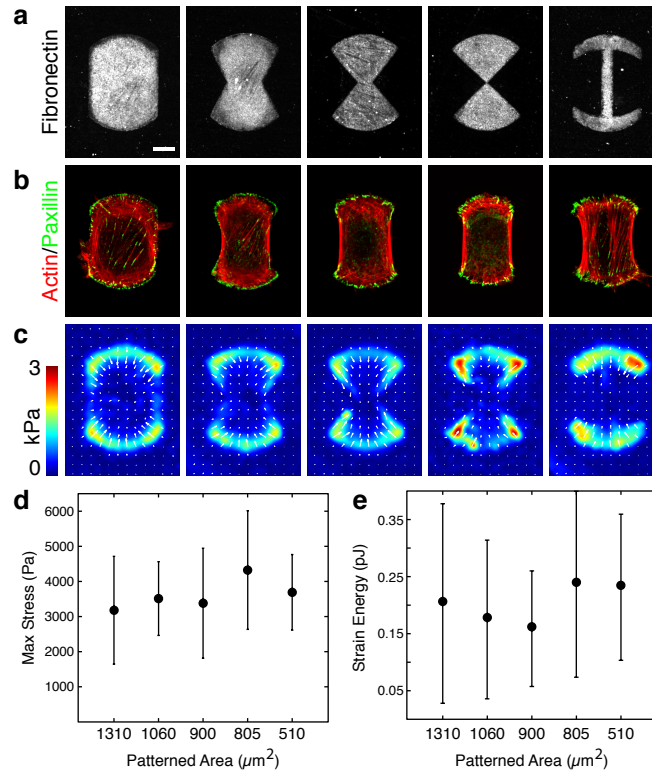 a
Fibronectin
b
Actin/Paxillin
c
3
kPa
0
d
6000
5000
4000
3000
2000
1000
Max Stress (Pa)
1310 1060 900 805 510
Patterned Area (µm²)
e
0.35
0.25
0.15
0.05
Strain Energy (pJ)
1310 1060 900 805 510
Patterned Area (µm²)